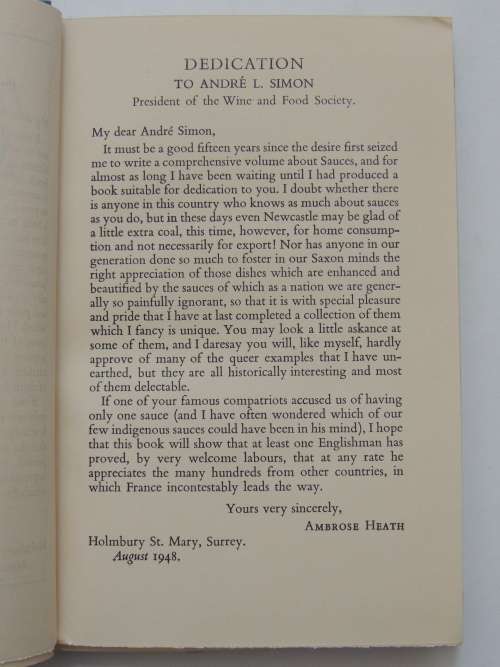 DEDICATION
TO ANDRÉ L. SIMON
President of the Wine and Food Society.
My dear André Simon,
It must be a good fifteen years since the desire first seized
me to write a comprehensive volume about Sauces, and for
almost as long I have been waiting until I had produced a
book suitable for dedication to you. I doubt whether there
is anyone in this country who knows as much about sauces
as you do, but in these days even Newcastle may be glad of
a little extra coal, this time, however, for home consump-
tion and not necessarily for export! Nor has anyone in our
generation done so much to foster in our Saxon minds the
right appreciation of those dishes which are enhanced and
beautified by the sauces of which as a nation we are gener-
ally so painfully ignorant, so that it is with special pleasure
and pride that I have at last completed a collection of them
which I fancy is unique. You may look a little askance at
some of them, and I daresay you will, like myself, hardly
approve of many of the queer examples that I have un-
earthed, but they are all historically interesting and most
of them delectable.
If one of your famous compatriots accused us of having
only one sauce (and I have often wondered which of our
few indigenous sauces could have been in his mind), I hope
that this book will show that at least one Englishman has
proved, by very welcome labours, that at any rate he
appreciates the many hundreds from other countries, in
which France incontestably leads the way.
Yours very sincerely,
AMBROSE HEATH
Holmbury St. Mary, Surrey.
August 1948.